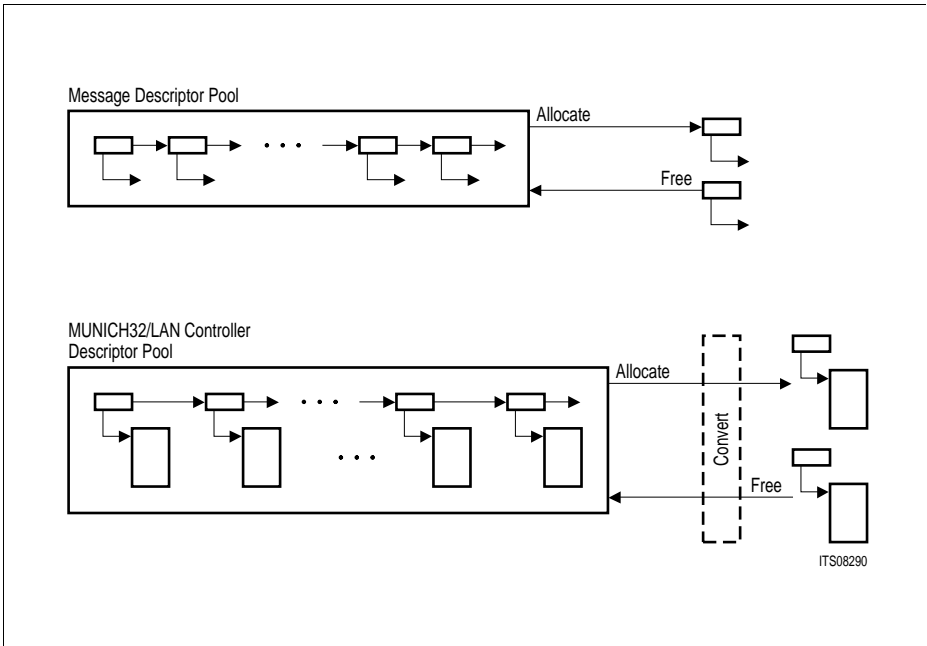 Message Descriptor Pool
Allocate
Free
MUNICH32/LAN Controller
Descriptor Pool
Allocate
Convert
Free
ITS08290